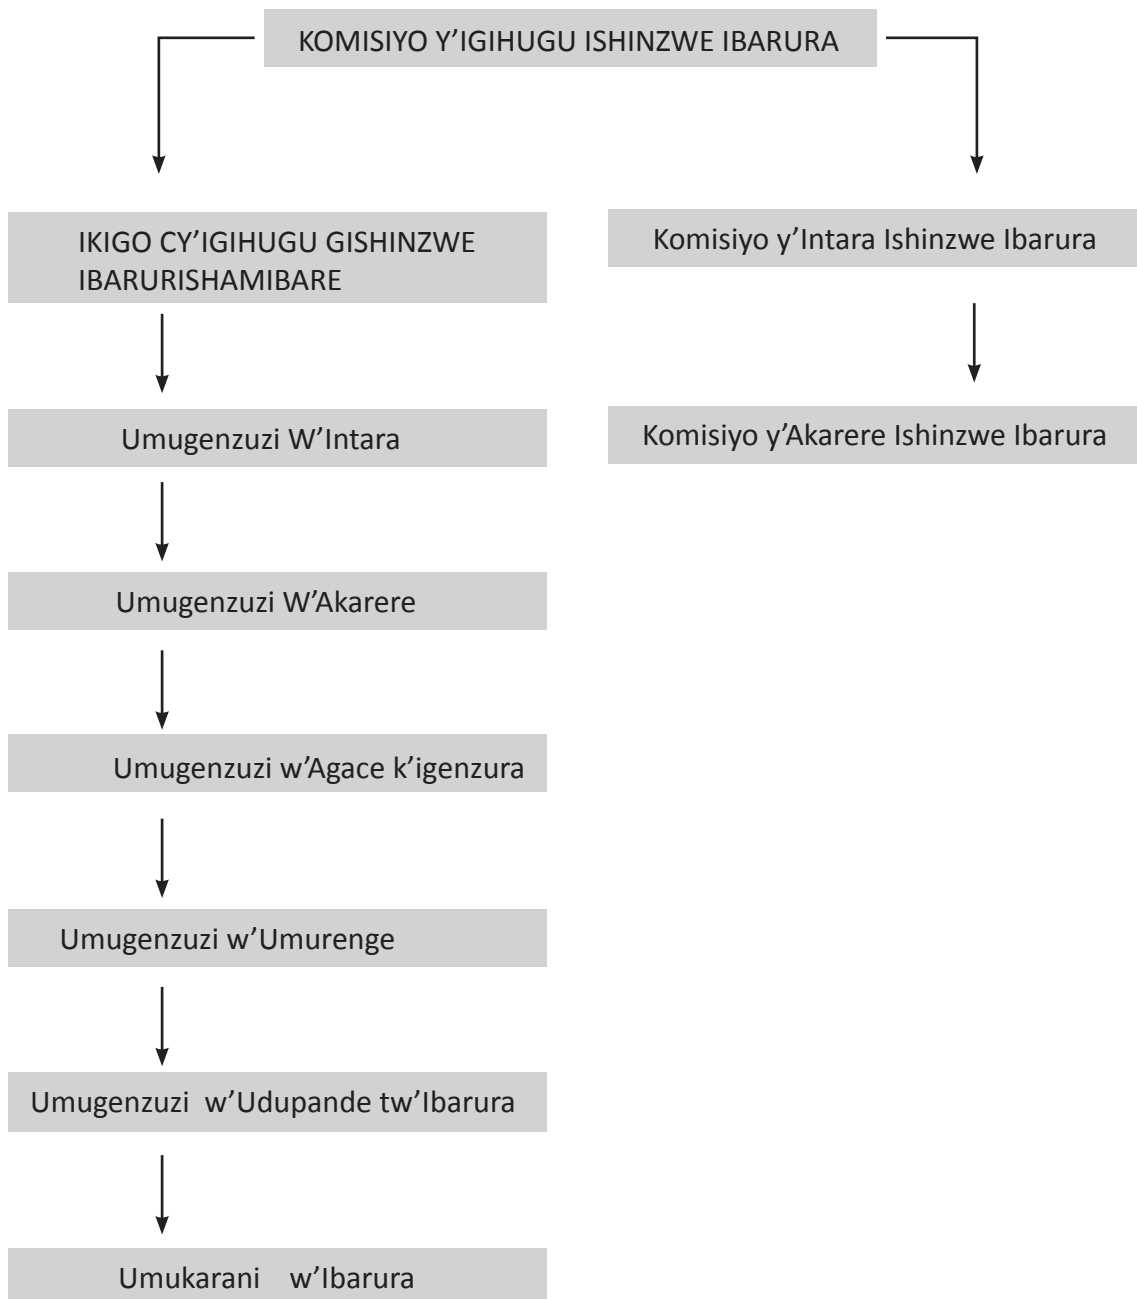 KOMISIYO Y’IGIHUGU ISHINZWE IBARURA
IKIGO CY’IGIHUGU GISHINZWE
IBARURISHAMIBARE
Umugenzuzi W’Intara
Umugenzuzi W’Akarere
Umugenzuzi w’Agace k’igenzura
Umugenzuzi w’Umurenge
Umugenzuzi w’Udupande tw’Ibarura
Umukarani w’Ibarura
Komisiyo y’Intara Ishinzwe Ibarura
Komisiyo y’Akarere Ishinzwe Ibarura